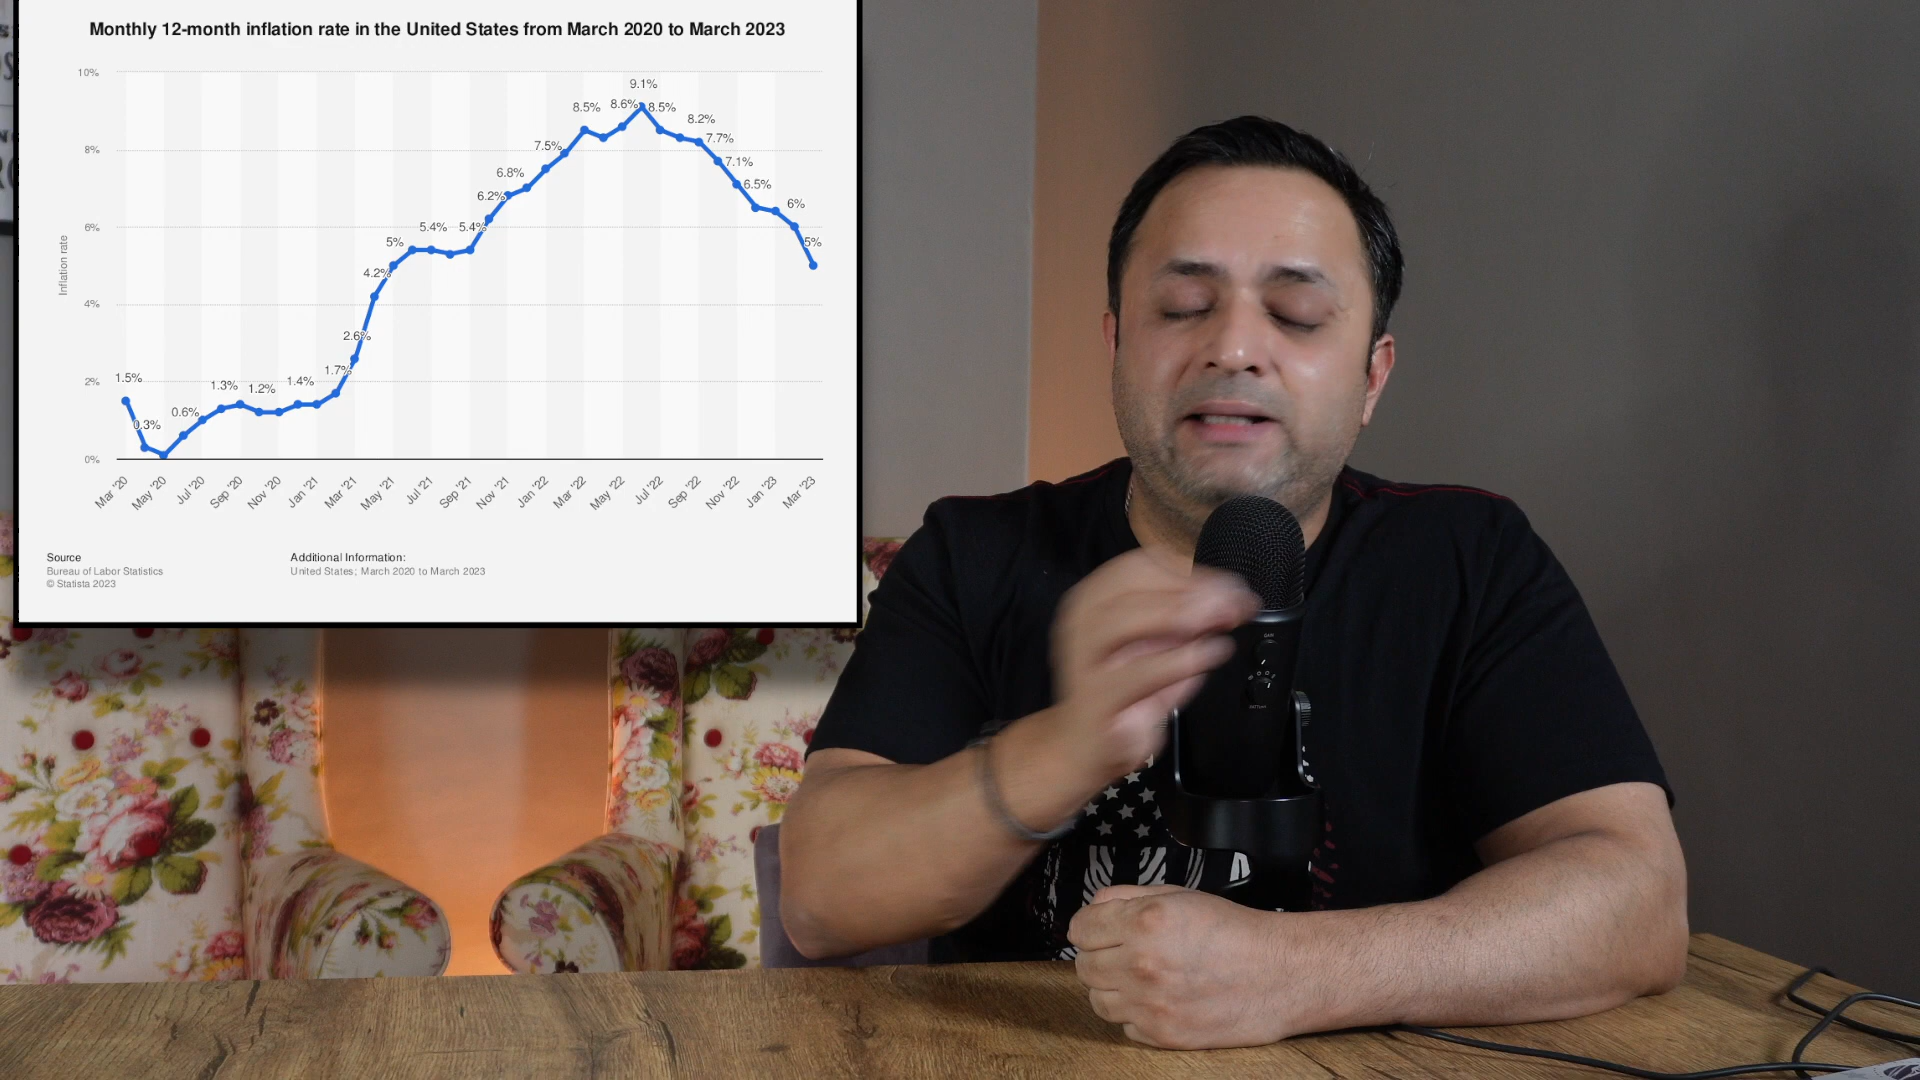 Monthly 12-month inflation rate in the United States from March 2020 to March 2023
10%
8%
6%
4%
2%
0%
Inflation rate
1.5%
0.3%
0.6%
1.3%
1.2%
1.4%
1.7%
2.6%
4.2%
5%
5.4%
5.4%
6.2%
6.8%
7.5%
8.5%
8.6%
9.1%
8.5%
8.2%
7.7%
7.1%
6.5%
6%
5%
Mar '20
May '20
Jul '20
Sep '20
Nov '20
Jan '21
Mar '21
May '21
Jul '21
Sep '21
Nov '21
Jan '22
Mar '22
May '22
Jul '22
Sep '22
Nov '22
Jan '23
Mar '23
Source
Bureau of Labor Statistics
© Statista 2023
Additional Information:
United States; March 2020 to March 2023
GAIN